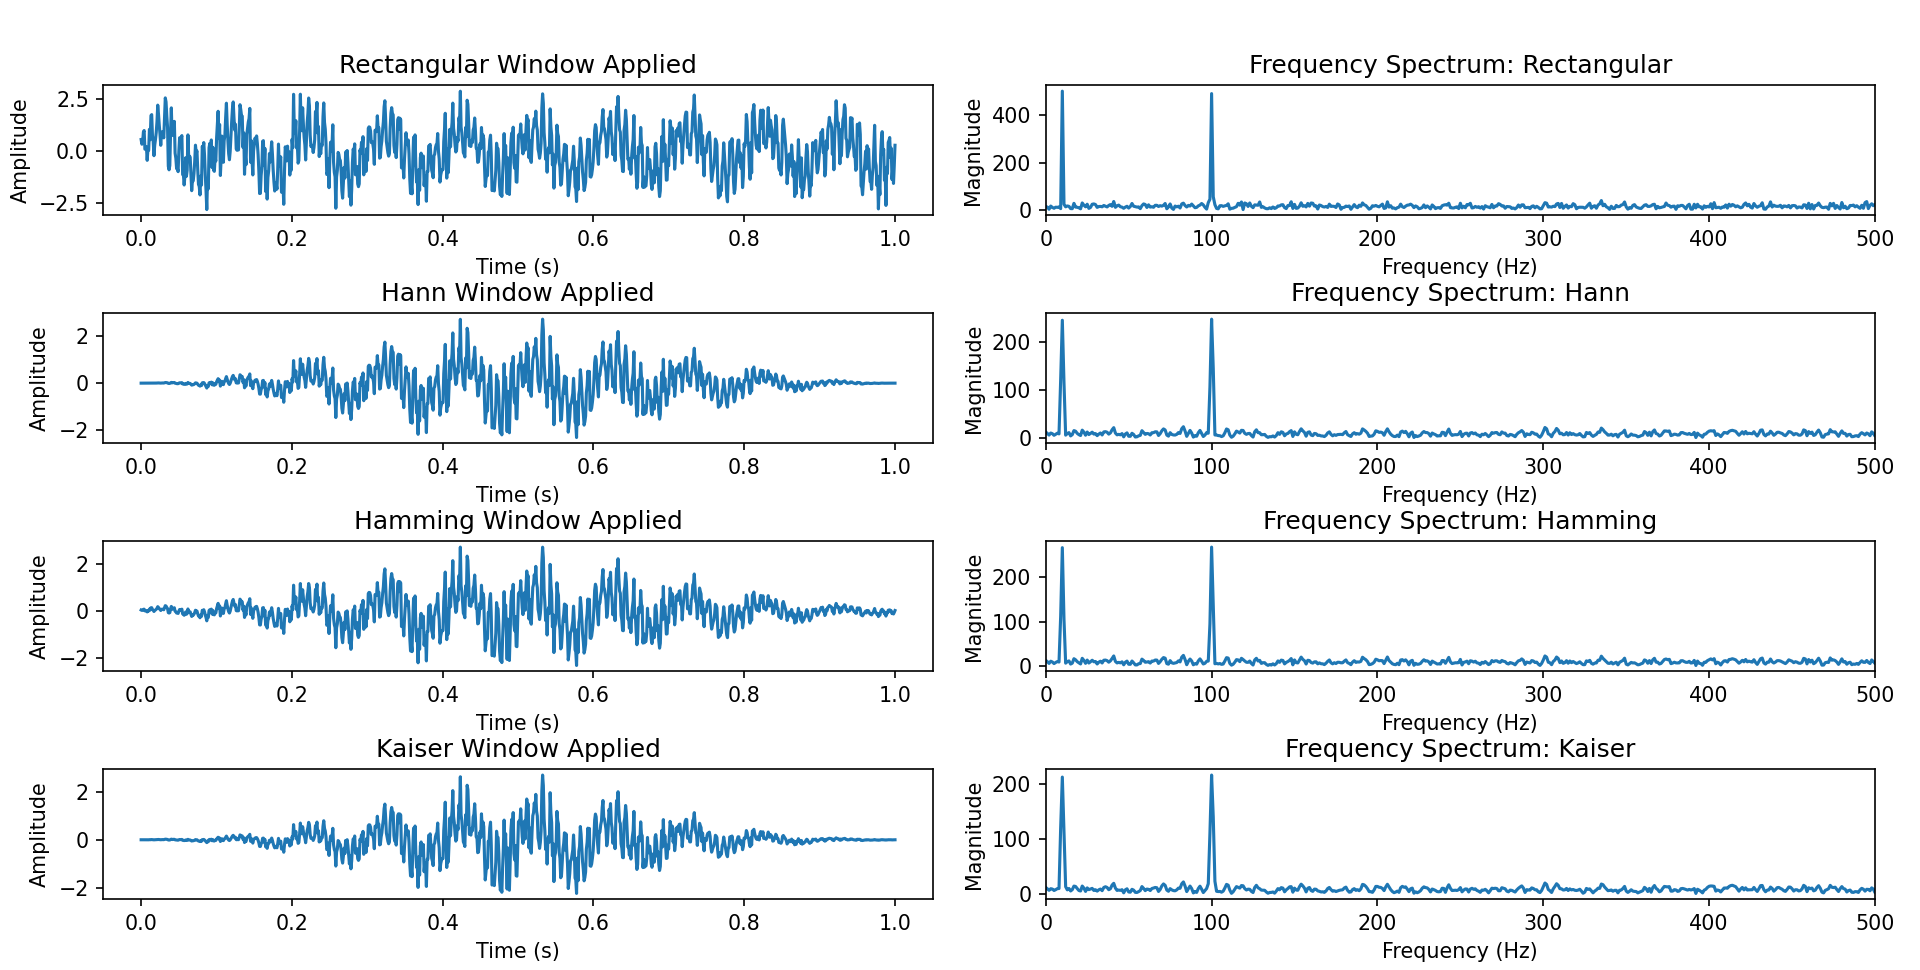 Rectangular Window Applied
Amplitude
2.5
0.0
−2.5
0.0 0.2 0.4 0.6 0.8 1.0
Time (s)
Frequency Spectrum: Rectangular
Magnitude
400
200
0
0 100 200 300 400 500
Frequency (Hz)
Hann Window Applied
Amplitude
2
0
−2
0.0 0.2 0.4 0.6 0.8 1.0
Time (s)
Frequency Spectrum: Hann
Magnitude
200
100
0
0 100 200 300 400 500
Frequency (Hz)
Hamming Window Applied
Amplitude
2
0
−2
0.0 0.2 0.4 0.6 0.8 1.0
Time (s)
Frequency Spectrum: Hamming
Magnitude
200
100
0
0 100 200 300 400 500
Frequency (Hz)
Kaiser Window Applied
Amplitude
2
0
−2
0.0 0.2 0.4 0.6 0.8 1.0
Time (s)
Frequency Spectrum: Kaiser
Magnitude
200
100
0
0 100 200 300 400 500
Frequency (Hz)